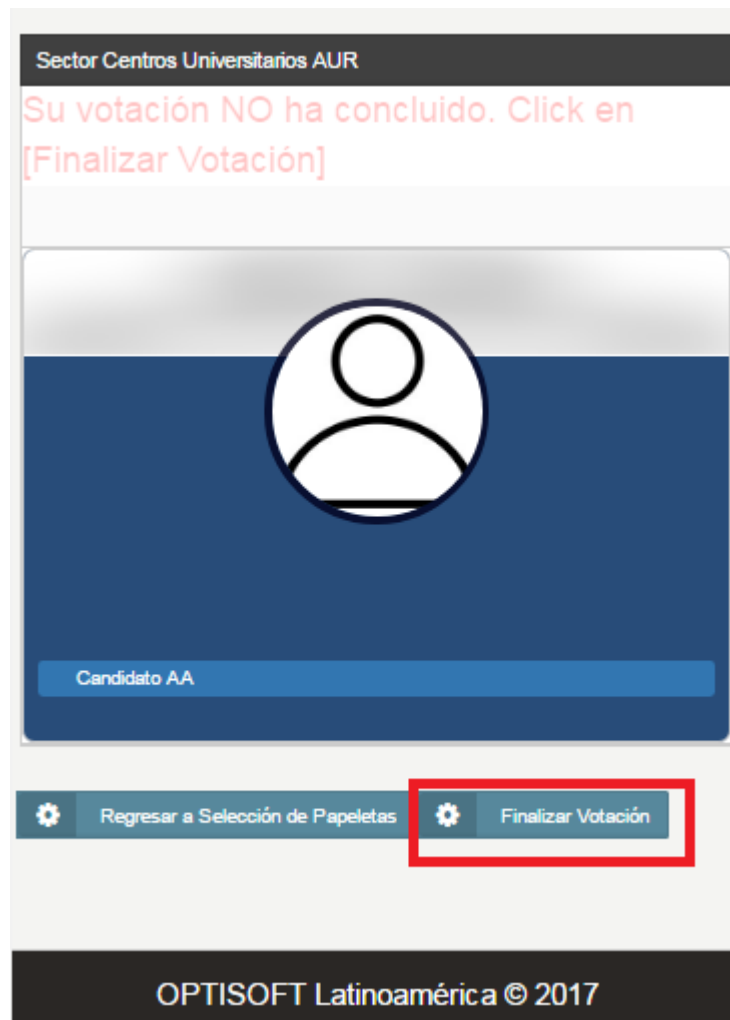 Sector Centros Universitarios AUR
Su votación NO ha concluido. Click en
[Finalizar Votación]
Candidato AA
Regresar a Selección de Papeletas
Finalizar Votación
OPTISOFT Latinoamérica © 2017